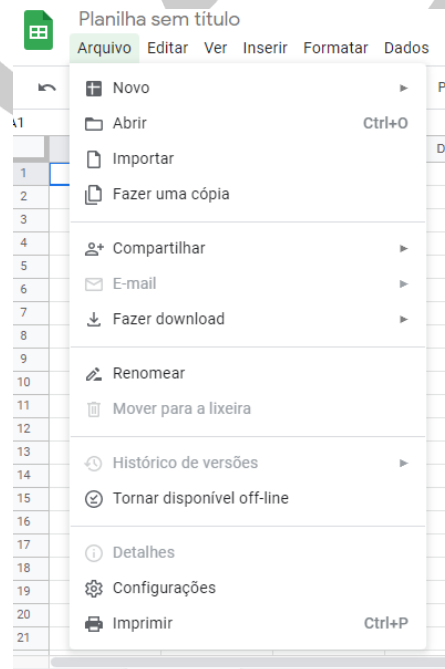 Planilha sem título
Arquivo Editar Ver Inserir Formatar Dados
Novo
Abrir Ctrl+O
Importar
Fazer uma cópia
Compartilhar
E-mail
Fazer download
Renomear
Mover para a lixeira
Histórico de versões
Tornar disponível off-line
Detalhes
Configurações
Imprimir Ctrl+P
P
A1
D
1
2
3
4
5
6
7
8
9
10
11
12
13
14
15
16
17
18
19
20
21